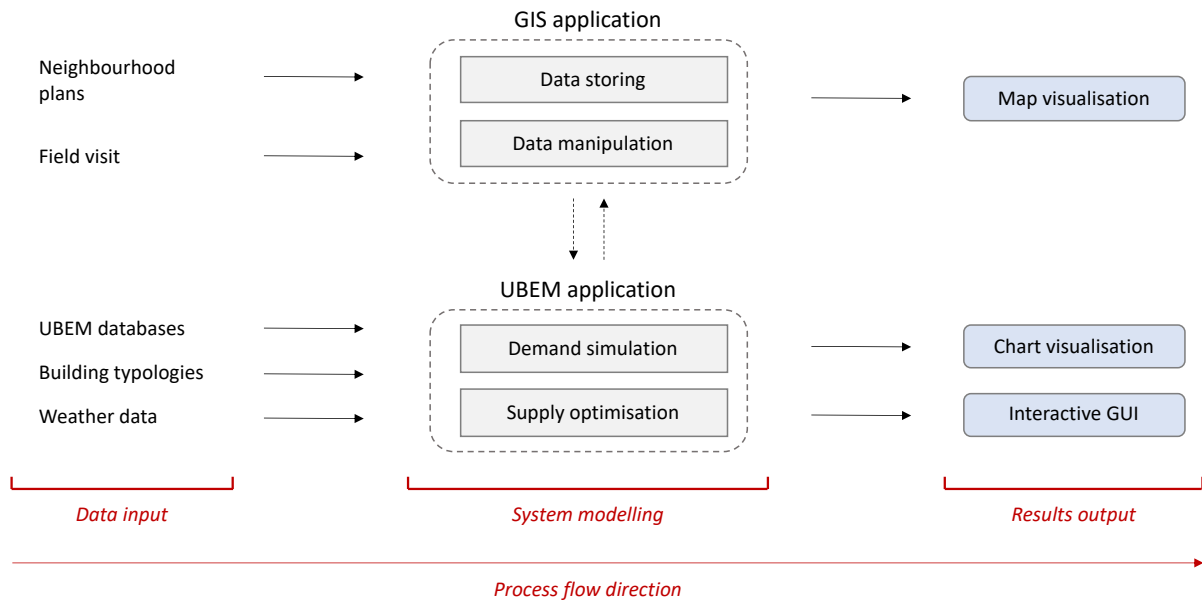 GIS application
Neighbourhood
plans
Data storing
Map visualisation
Field visit
Data manipulation
UBEM application
UBEM databases
Demand simulation
Chart visualisation
Building typologies
Weather data
Supply optimisation
Interactive GUI
Data input
System modelling
Results output
Process flow direction